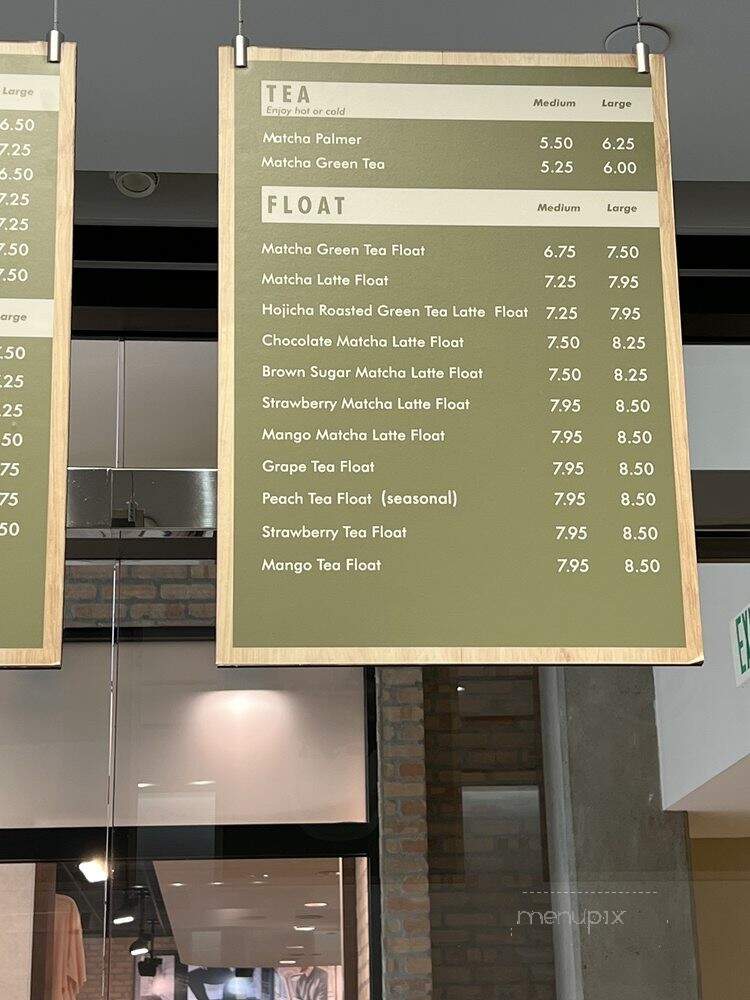 Large
6.50
7.25
6.50
7.25
7.25
7.50
7.50
arge
.50
.25
.25
50
75
75
50
TEA Medium Large
Enjoy hot or cold
Matcha Palmer 5.50 6.25
Matcha Green Tea 5.25 6.00
FLOAT Medium Large
Matcha Green Tea Float 6.75 7.50
Matcha Latte Float 7.25 7.95
Hojicha Roasted Green Tea Latte Float 7.25 7.95
Chocolate Matcha Latte Float 7.50 8.25
Brown Sugar Matcha Latte Float 7.50 8.25
Strawberry Matcha Latte Float 7.95 8.50
Mango Matcha Latte Float 7.95 8.50
Grape Tea Float 7.95 8.50
Peach Tea Float (seasonal) 7.95 8.50
Strawberry Tea Float 7.95 8.50
Mango Tea Float 7.95 8.50
EX
menupix